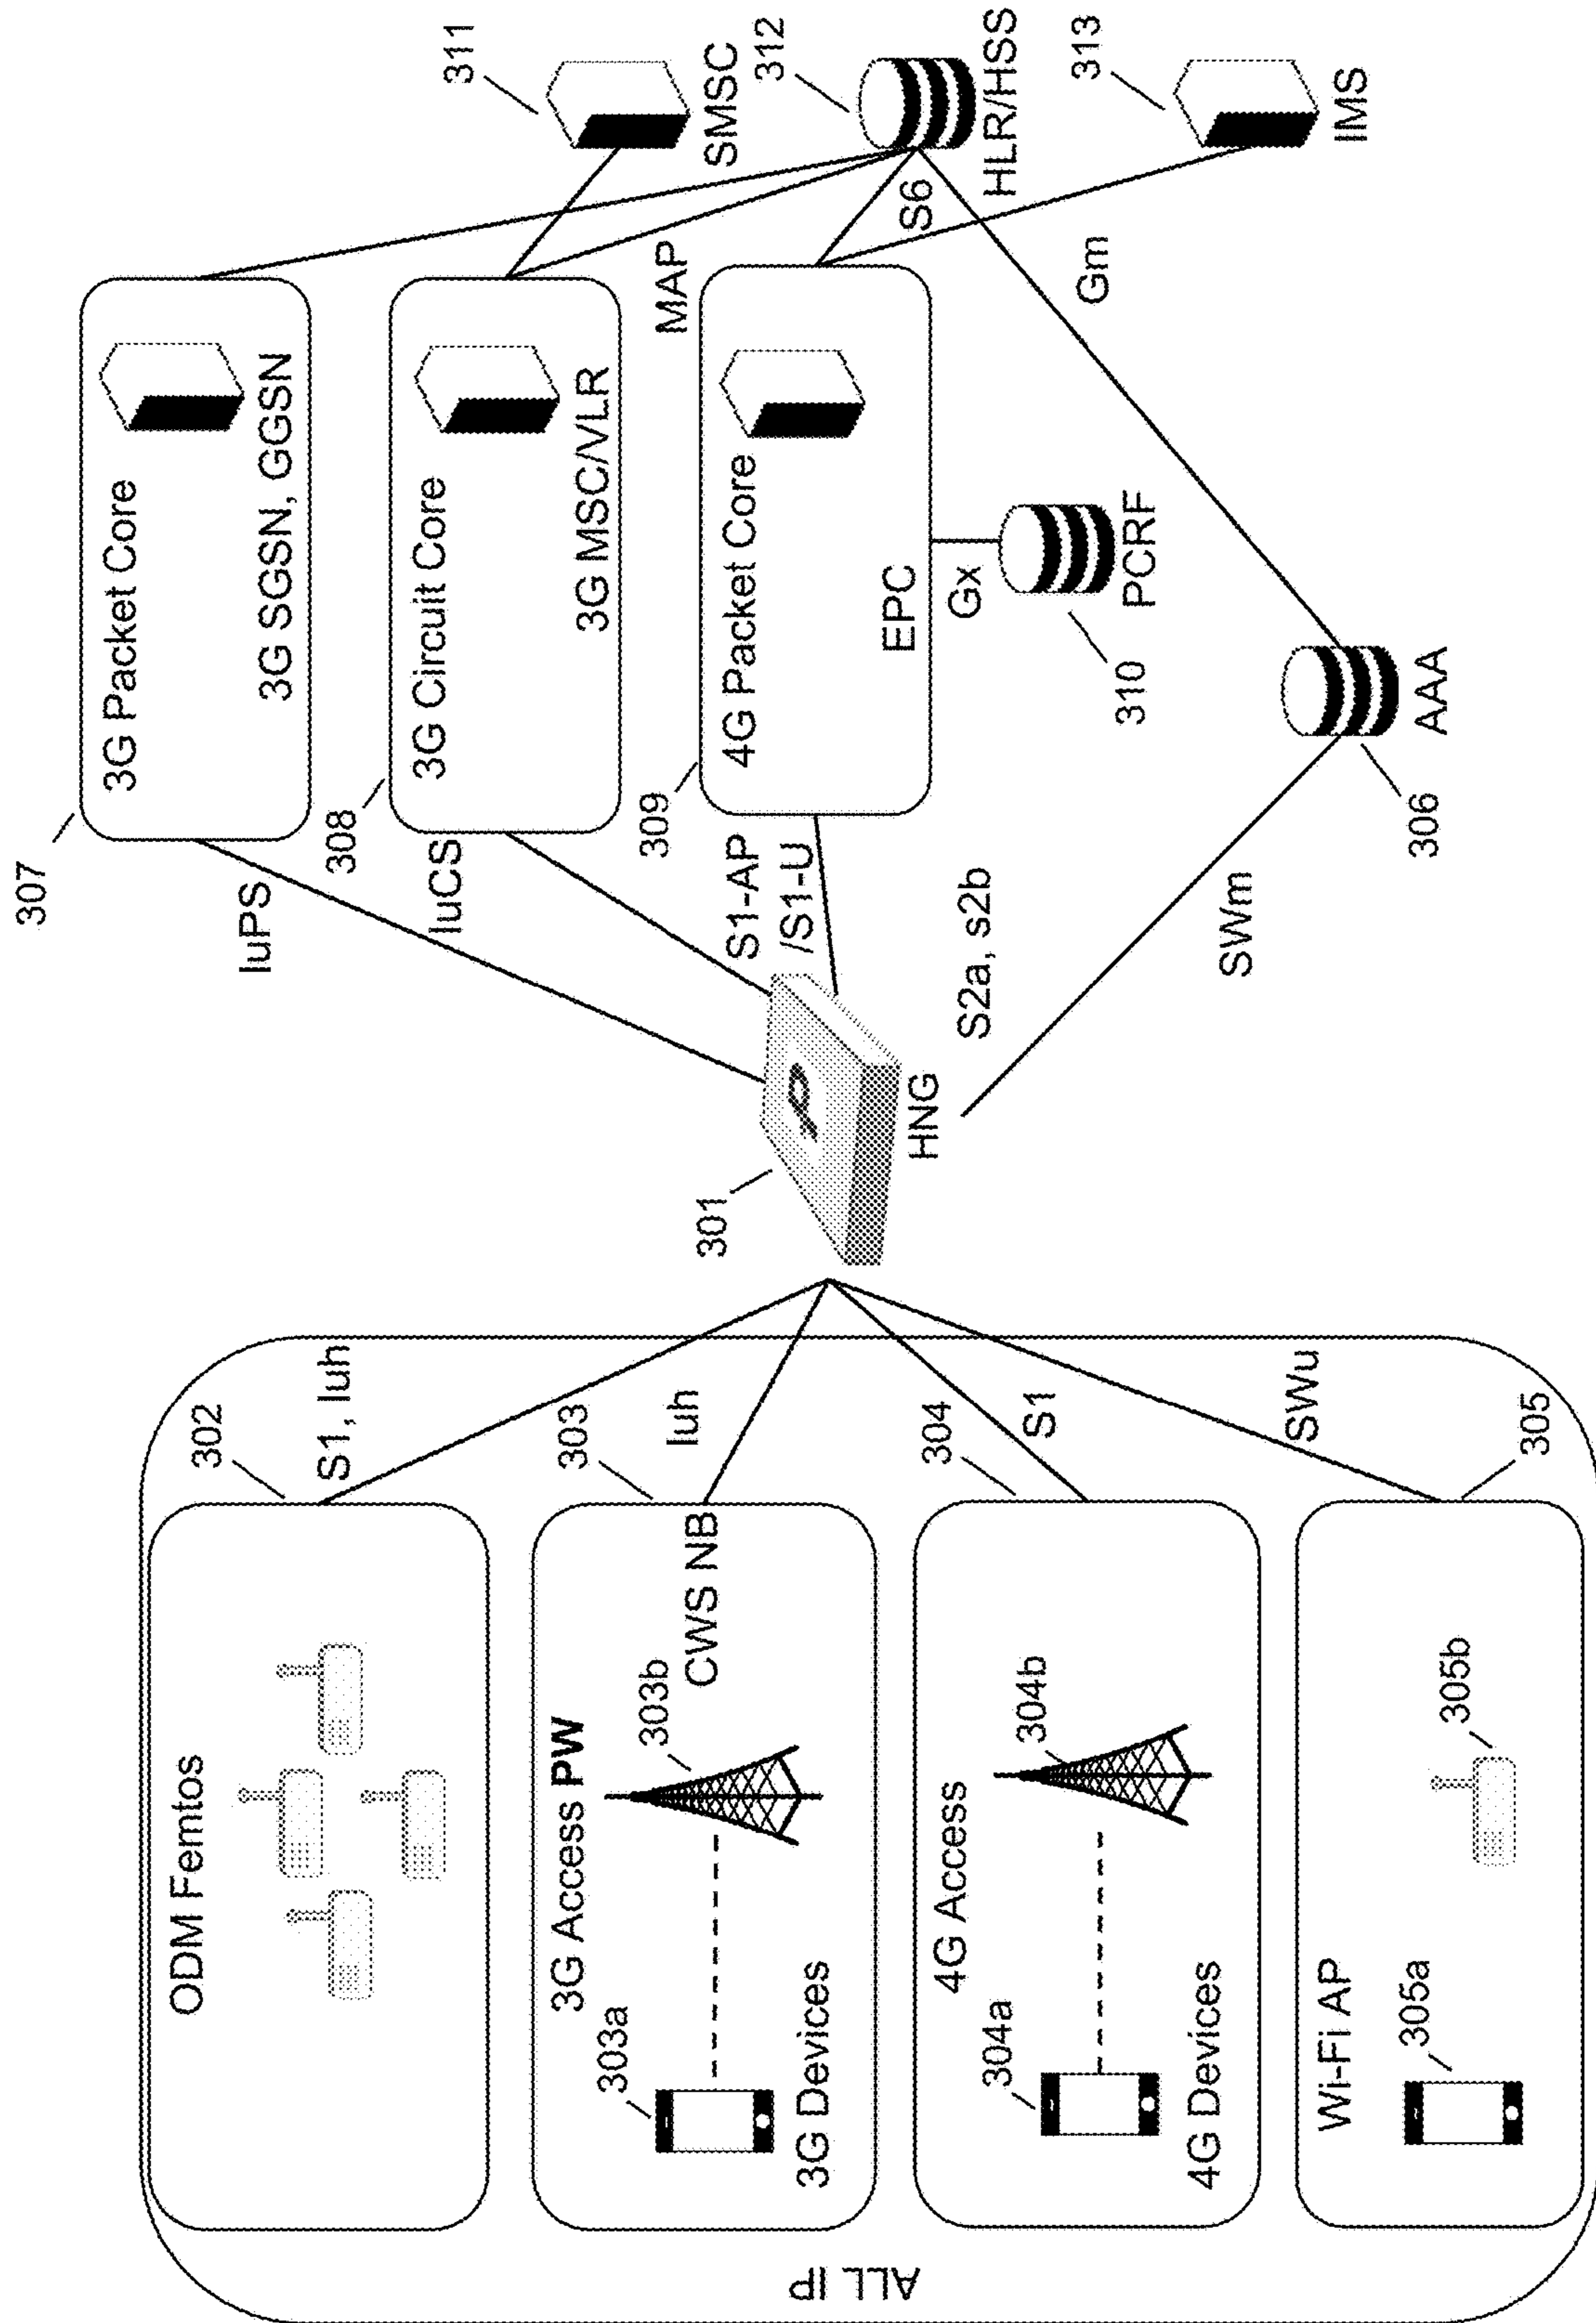 ALL IP
ODM Femtos
302
S1, Iuh
3G Access PW
303a
3G Devices
303b
CWS NB
303
Iuh
4G Access
304a
4G Devices
304b
304
S1
Wi-Fi AP
305a
305b
305
SWu
301
HNG
307
IuPS
3G Packet Core
3G SGSN, GGSN
308
IuCS
3G Circuit Core
3G MSC/VLR
309
S1-AP
/S1-U
4G Packet Core
EPC
MAP
S2a, s2b
Gx
310
PCRF
SWm
306
AAA
S6
Gm
311
SMSC
312
HLR/HSS
313
IMS